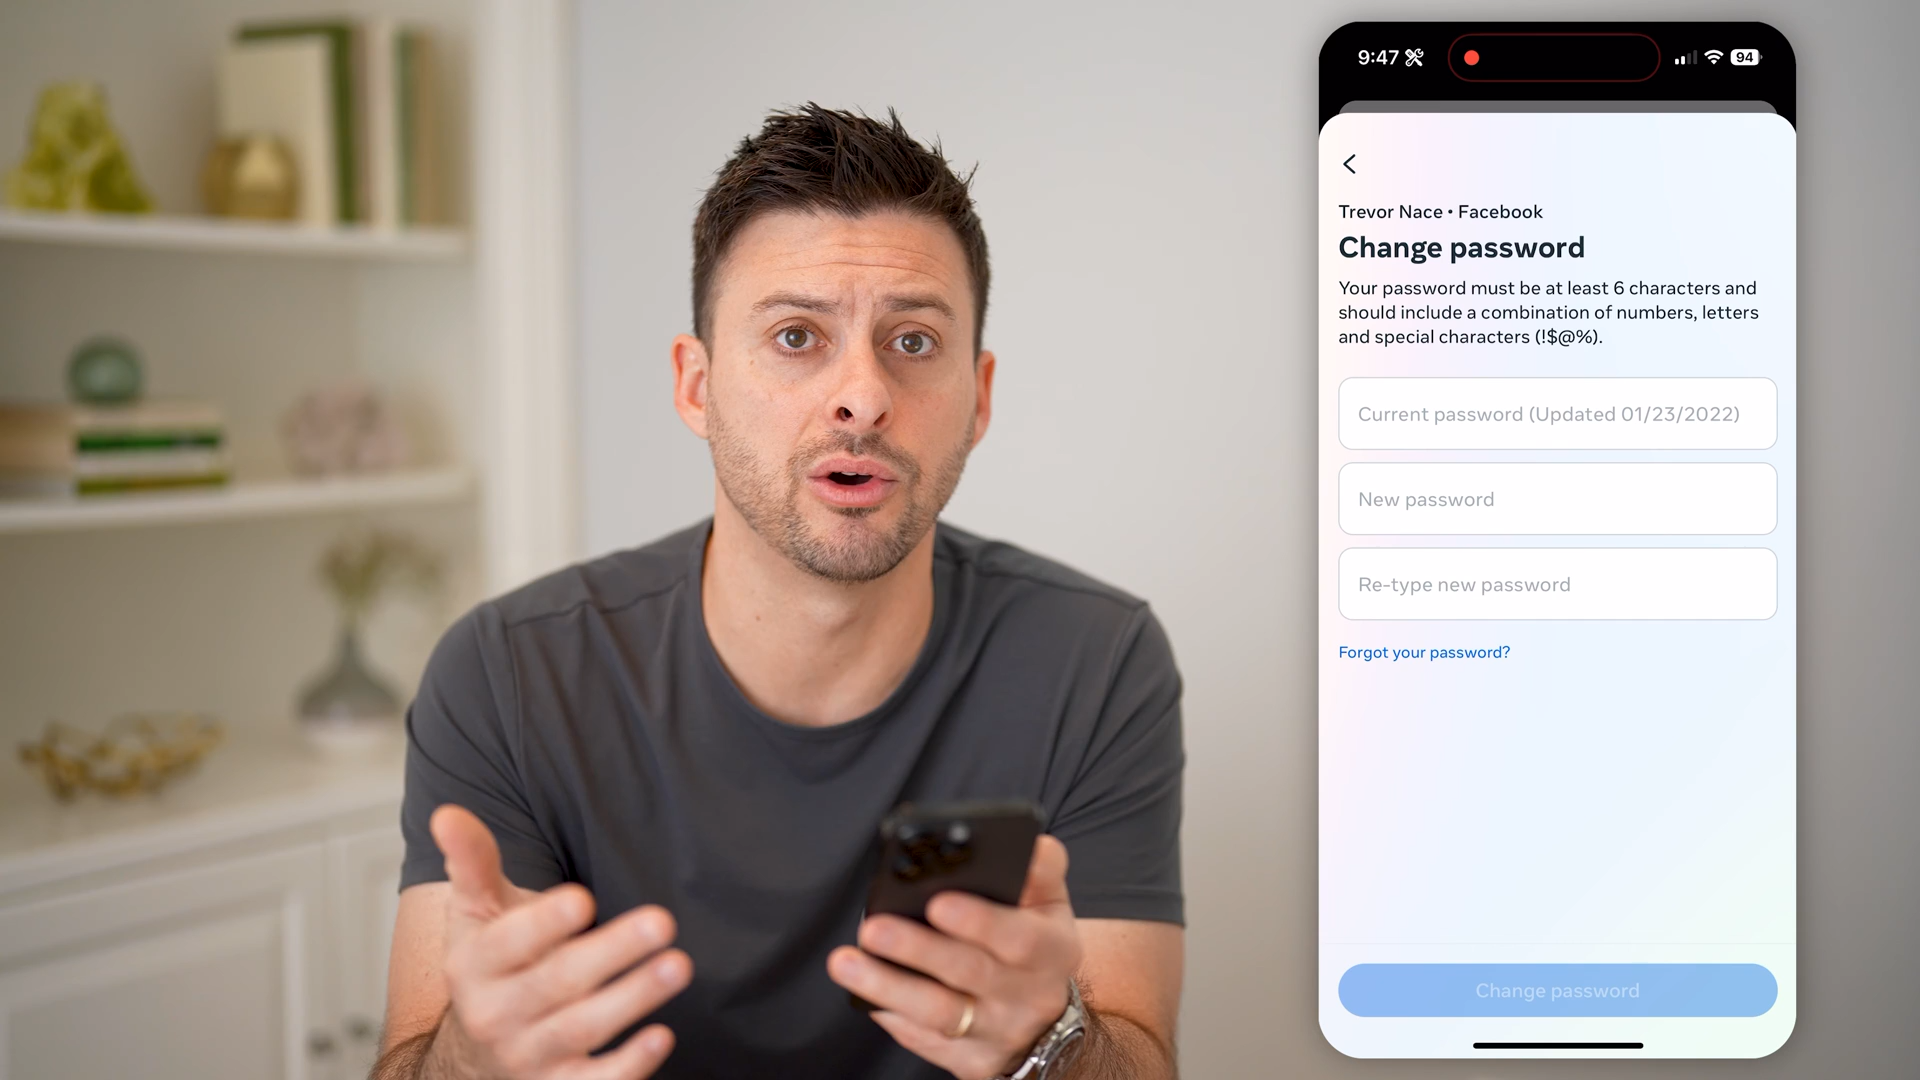 9:47
94
Trevor Nace • Facebook
Change password
Your password must be at least 6 characters and
should include a combination of numbers, letters
and special characters (!$@%).
Current password (Updated 01/23/2022)
New password
Re-type new password
Forgot your password?
Change password